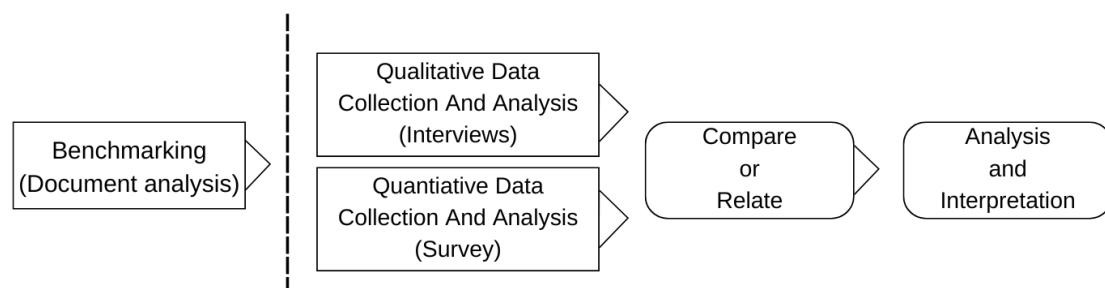 Benchmarking
(Document analysis)
Qualitative Data
Collection And Analysis
(Interviews)
Quantiative Data
Collection And Analysis
(Survey)
Compare
or
Relate
Analysis
and
Interpretation